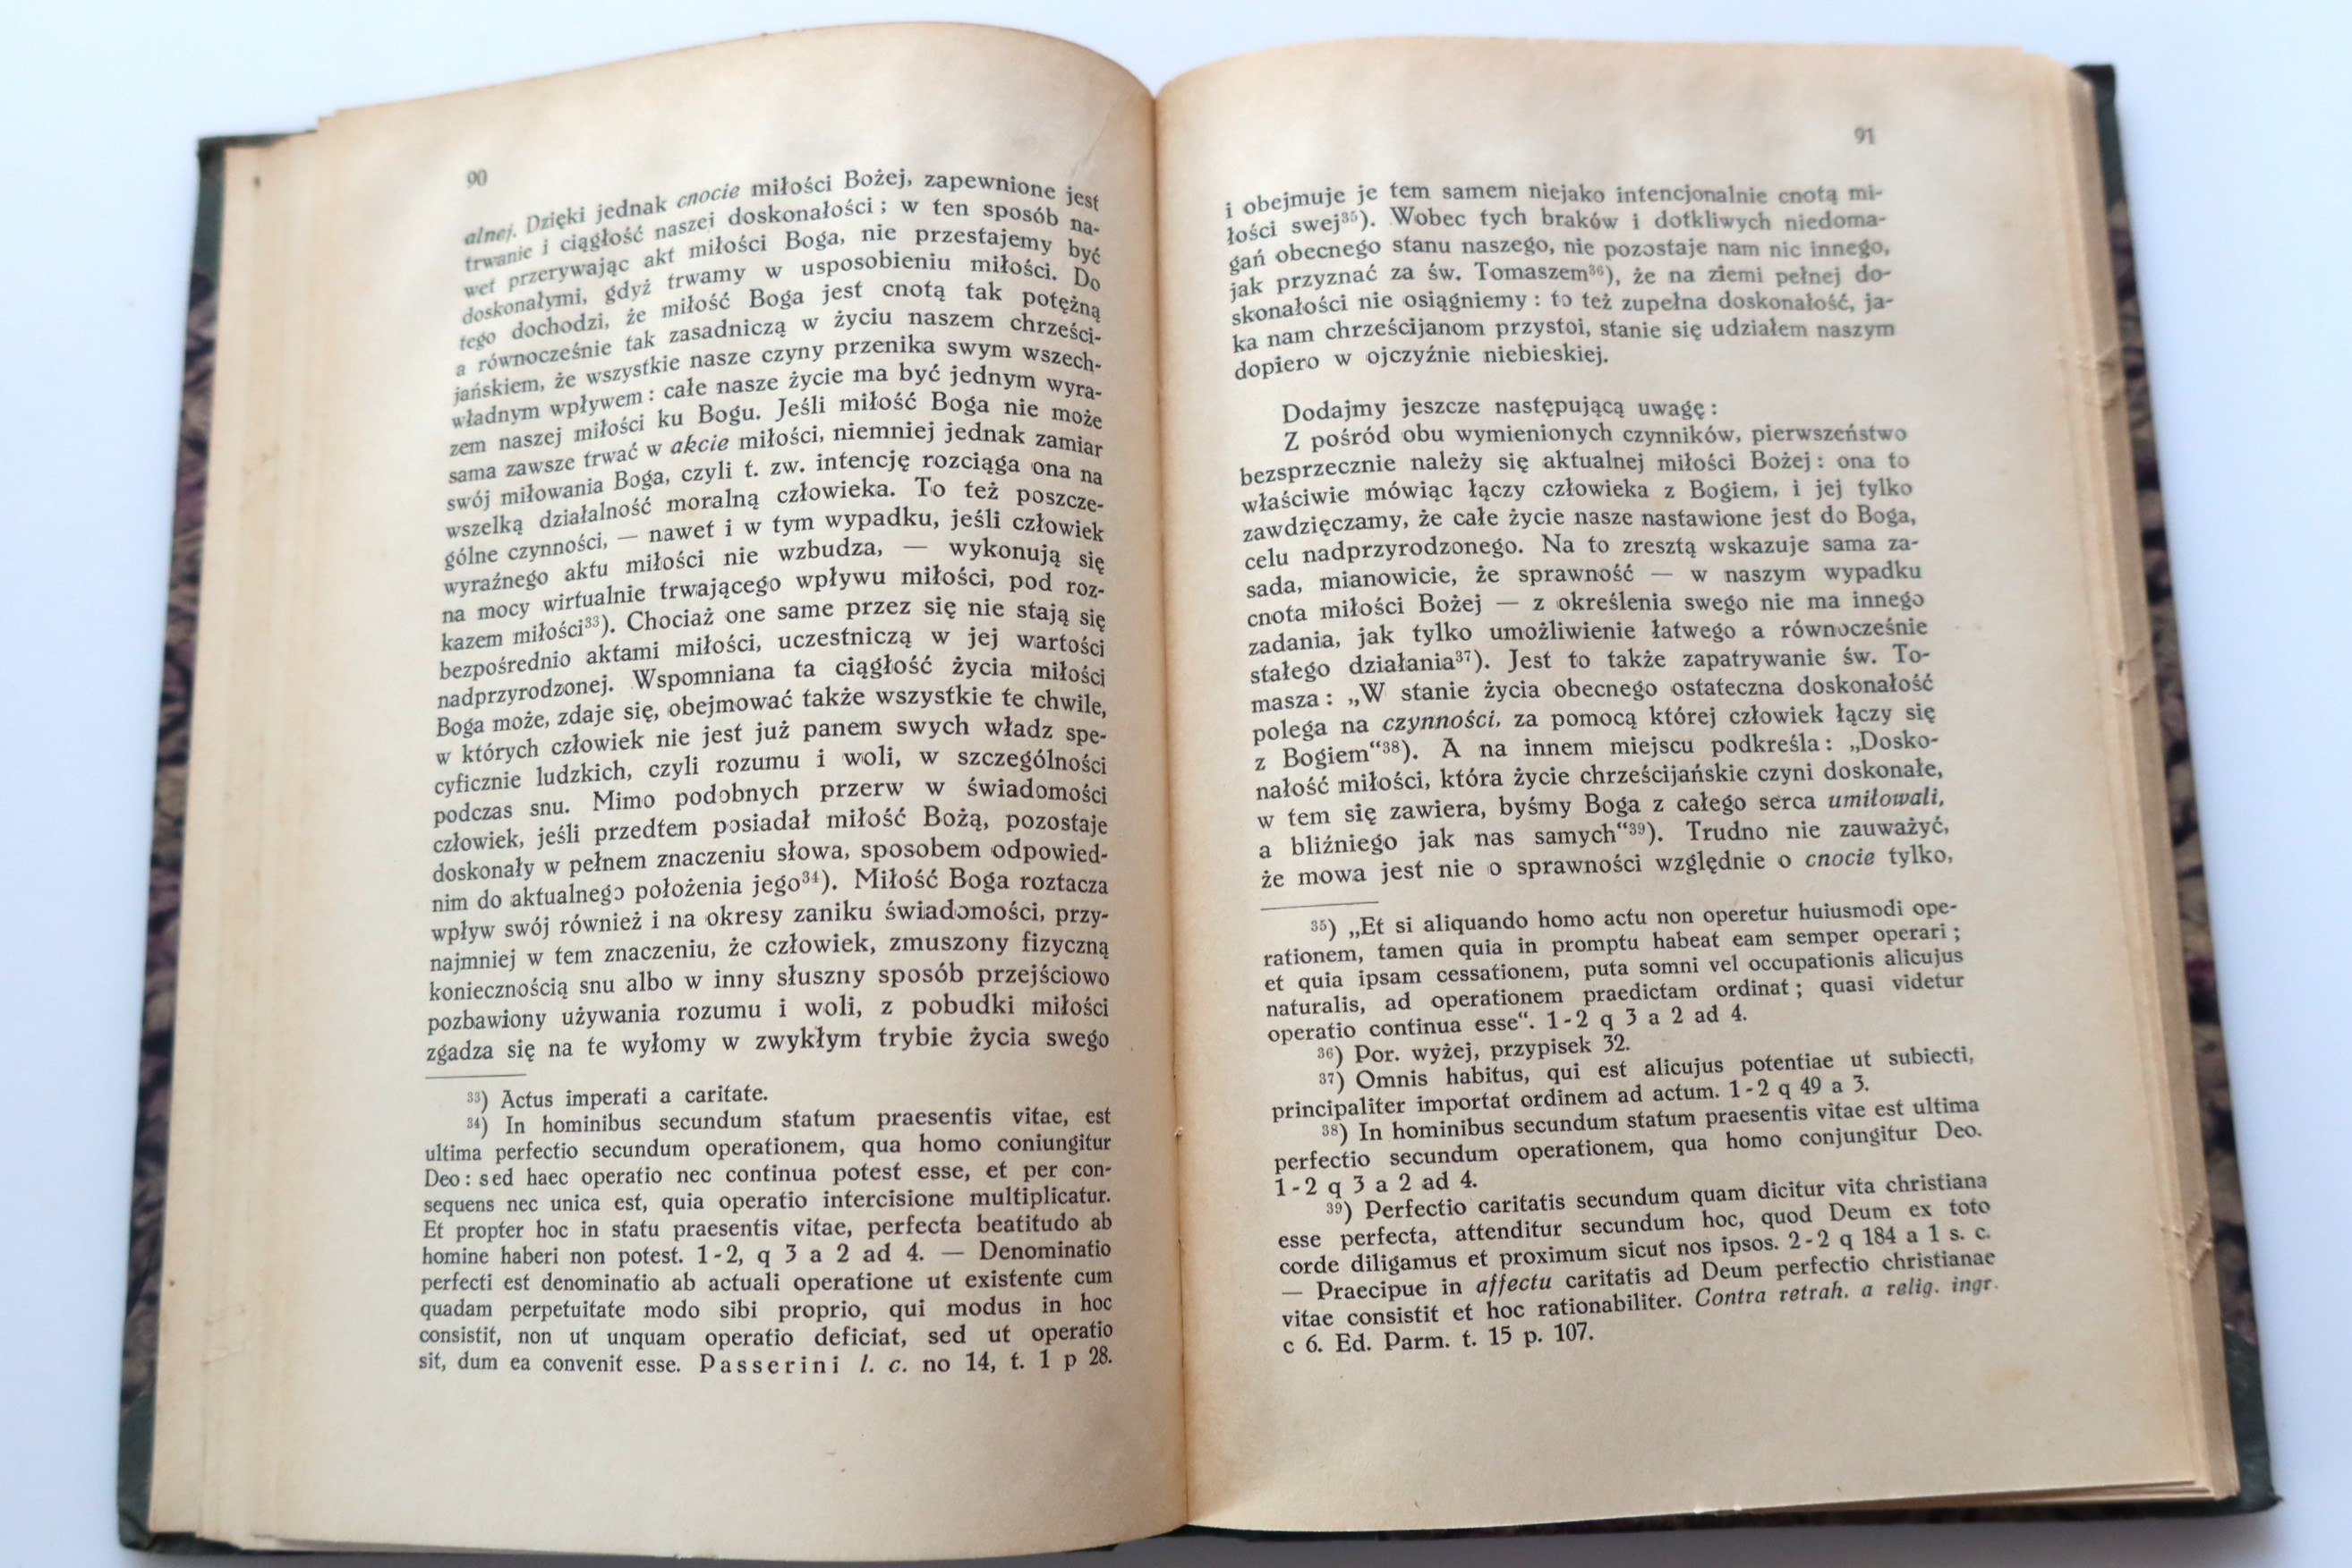 90
alnej. Dzięki jednak cnocie miłości Bożej, zapewnione jest
trwanie i ciągłość naszej doskonałości; w ten sposób na-
wet przerywając akt miłości Boga, nie przestajemy być
doskonałymi, gdyż trwamy w usposobieniu miłości. Do
tego dochodzi, że miłość Boga jest cnotą tak potężną
a równocześnie tak zasadniczą w życiu naszem chrześci-
jańskiem, że wszystkie nasze czyny przenika swym wszech-
władnym wpływem: całe nasze życie ma być jednym wyra-
zem naszej miłości ku Bogu. Jeśli miłość Boga nie może
sama zawsze trwać w akcie miłości, niemniej jednak zamiar
swój miłowania Boga, czyli t. zw. intencję rozciąga ona na
wszelką działalność moralną człowieka. To też poszcze-
gólne czynności, — nawet i w tym wypadku, jeśli człowiek
wyraźnego aktu miłości nie wzbudza, — wykonują się
na mocy wirtualnie trwającego wpływu miłości, pod roz-
kazem miłości³³). Chociaż one same przez się nie stają się
bezpośrednio aktami miłości, uczestniczą w jej wartości
nadprzyrodzonej. Wspomniana ta ciągłość życia miłości
Boga może, zdaje się, obejmować także wszystkie te chwile,
w których człowiek nie jest już panem swych władz spe-
cyficznie ludzkich, czyli rozumu i woli, w szczególności
podczas snu. Mimo podobnych przerw w świadomości
człowiek, jeśli przedtem posiadał miłość Bożą, pozostaje
doskonały w pełnem znaczeniu słowa, sposobem odpowied-
nim do aktualnego położenia jego³⁴). Miłość Boga roztacza
wpływ swój również i na okresy zaniku świadomości, przy-
najmniej w tem znaczeniu, że człowiek, zmuszony fizyczną
koniecznością snu albo w inny słuszny sposób przejściowo
pozbawiony używania rozumu i woli, z pobudki miłości
zgadza się na te wyłomy w zwykłym trybie życia swego
³³) Actus imperati a caritate.
³⁴) In hominibus secundum statum praesentis vitae, est
ultima perfectio secundum operationem, qua homo coniungitur
Deo: sed haec operatio nec continua potest esse, et per con-
sequens nec unica est, quia operatio intercisione multiplicatur.
Et propter hoc in statu praesentis vitae, perfecta beatitudo ab
homine haberi non potest. 1-2, q 3 a 2 ad 4. — Denominatio
perfecti est denominatio ab actuali operatione ut existente cum
quadam perpetuitate modo sibi proprio, qui modus in hoc
consistit, non ut unquam operatio deficiat, sed ut operatio
sit, dum ea convenit esse. Passerini l. c. no 14, t. 1 p 28.
91
i obejmuje je tem samem niejako intencjonalnie cnotą mi-
łości swej³⁵). Wobec tych braków i dotkliwych niedoma-
gań obecnego stanu naszego, nie pozostaje nam nic innego,
jak przyznać za św. Tomaszem³⁶), że na ziemi pełnej do-
skonałości nie osiągniemy: to też zupełna doskonałość, ja-
ka nam chrześcijanom przystoi, stanie się udziałem naszym
dopiero w ojczyźnie niebieskiej.
Dodajmy jeszcze następującą uwagę:
Z pośród obu wymienionych czynników, pierwszeństwo
bezsprzecznie należy się aktualnej miłości Bożej: ona to
właściwie mówiąc łączy człowieka z Bogiem, i jej tylko
zawdzięczamy, że całe życie nasze nastawione jest do Boga,
celu nadprzyrodzonego. Na to zresztą wskazuje sama za-
sada, mianowicie, że sprawność — w naszym wypadku
cnota miłości Bożej — z określenia swego nie ma innego
zadania, jak tylko umożliwienie łatwego a równocześnie
stałego działania³⁷). Jest to także zapatrywanie św. To-
masza: „W stanie życia obecnego ostateczna doskonałość
polega na czynności, za pomocą której człowiek łączy się
z Bogiem“³⁸). A na innem miejscu podkreśla: „Dosko-
nałość miłości, która życie chrześcijańskie czyni doskonałe,
w tem się zawiera, byśmy Boga z całego serca umiłowali,
a bliźniego jak nas samych“³⁹). Trudno nie zauważyć,
że mowa jest nie o sprawności względnie o cnocie tylko,
³⁵) „Et si aliquando homo actu non operetur huiusmodi ope-
rationem, tamen quia in promptu habeat eam semper operari;
et quia ipsam cessationem, puta somni vel occupationis alicujus
naturalis, ad operationem praedictam ordinat; quasi videtur
operatio continua esse“. 1-2 q 3 a 2 ad 4.
³⁶) Por. wyżej, przypisek 32.
³⁷) Omnis habitus, qui est alicujus potentiae ut subiecti,
principaliter importat ordinem ad actum. 1-2 q 49 a 3.
³⁸) In hominibus secundum statum praesentis vitae est ultima
perfectio secundum operationem, qua homo conjungitur Deo.
1-2 q 3 a 2 ad 4.
³⁹) Perfectio caritatis secundum quam dicitur vita christiana
esse perfecta, attenditur secundum hoc, quod Deum ex toto
corde diligamus et proximum sicut nos ipsos. 2-2 q 184 a 1 s. c.
— Praecipue in affectu caritatis ad Deum perfectio christianae
vitae consistit et hoc rationabiliter. Contra retrah. a relig. ingr.
c 6. Ed. Parm. t. 15 p. 107.